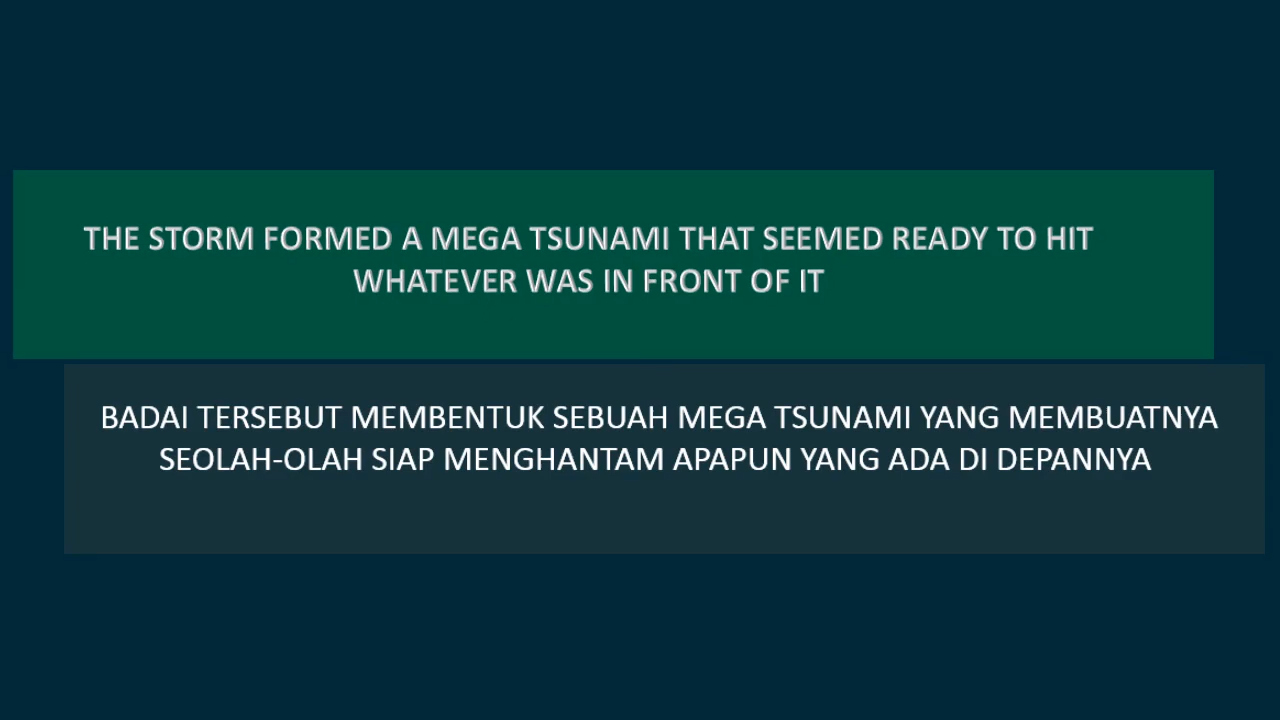 THE STORM FORMED A MEGA TSUNAMI THAT SEEMED READY TO HIT
WHATEVER WAS IN FRONT OF IT
BADAI TERSEBUT MEMBENTUK SEBUAH MEGA TSUNAMI YANG MEMBUATNYA
SEOLAH-OLAH SIAP MENGHANTAM APAPUN YANG ADA DI DEPANNYA